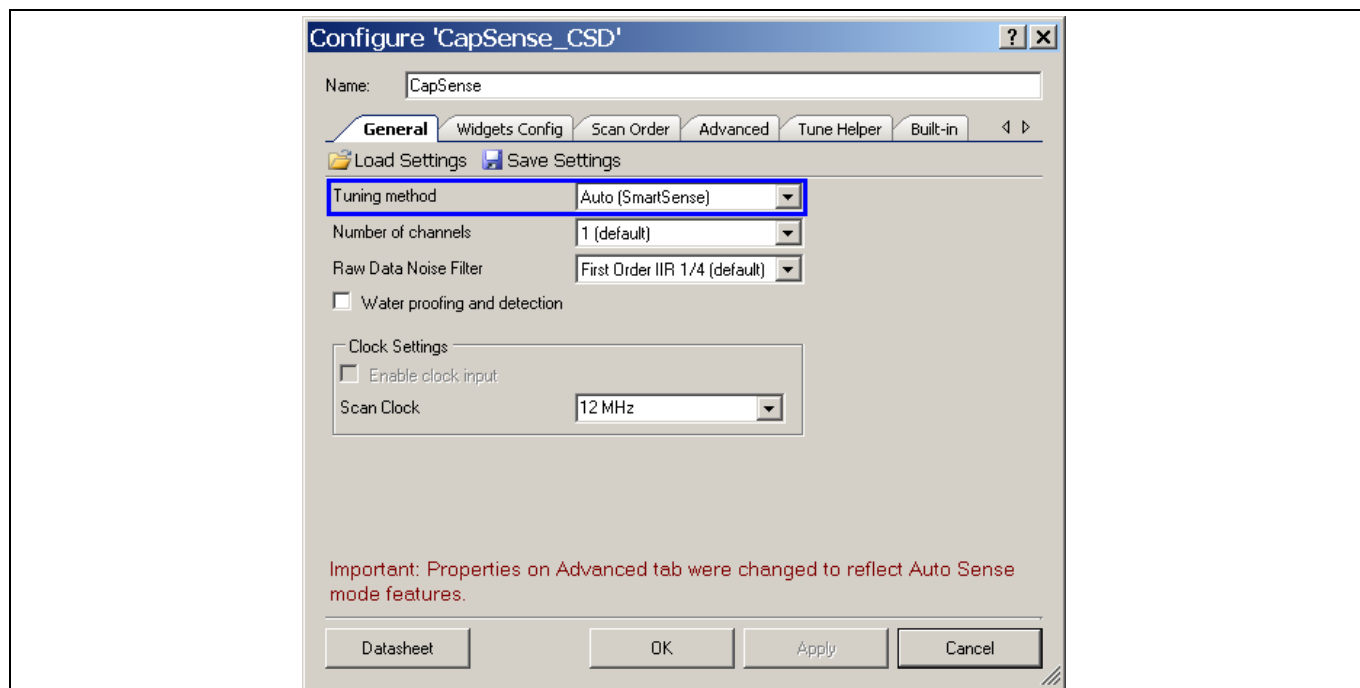 Configure 'CapSense_CSD'
Name: CapSense
General Widgets Config Scan Order Advanced Tune Helper Built-in
Load Settings Save Settings
Tuning method Auto (SmartSense)
Number of channels 1 (default)
Raw Data Noise Filter First Order IIR 1/4 (default)
Water proofing and detection
Clock Settings
Enable clock input
Scan Clock 12 MHz
Important: Properties on Advanced tab were changed to reflect Auto Sense
mode features.
Datasheet OK Apply Cancel